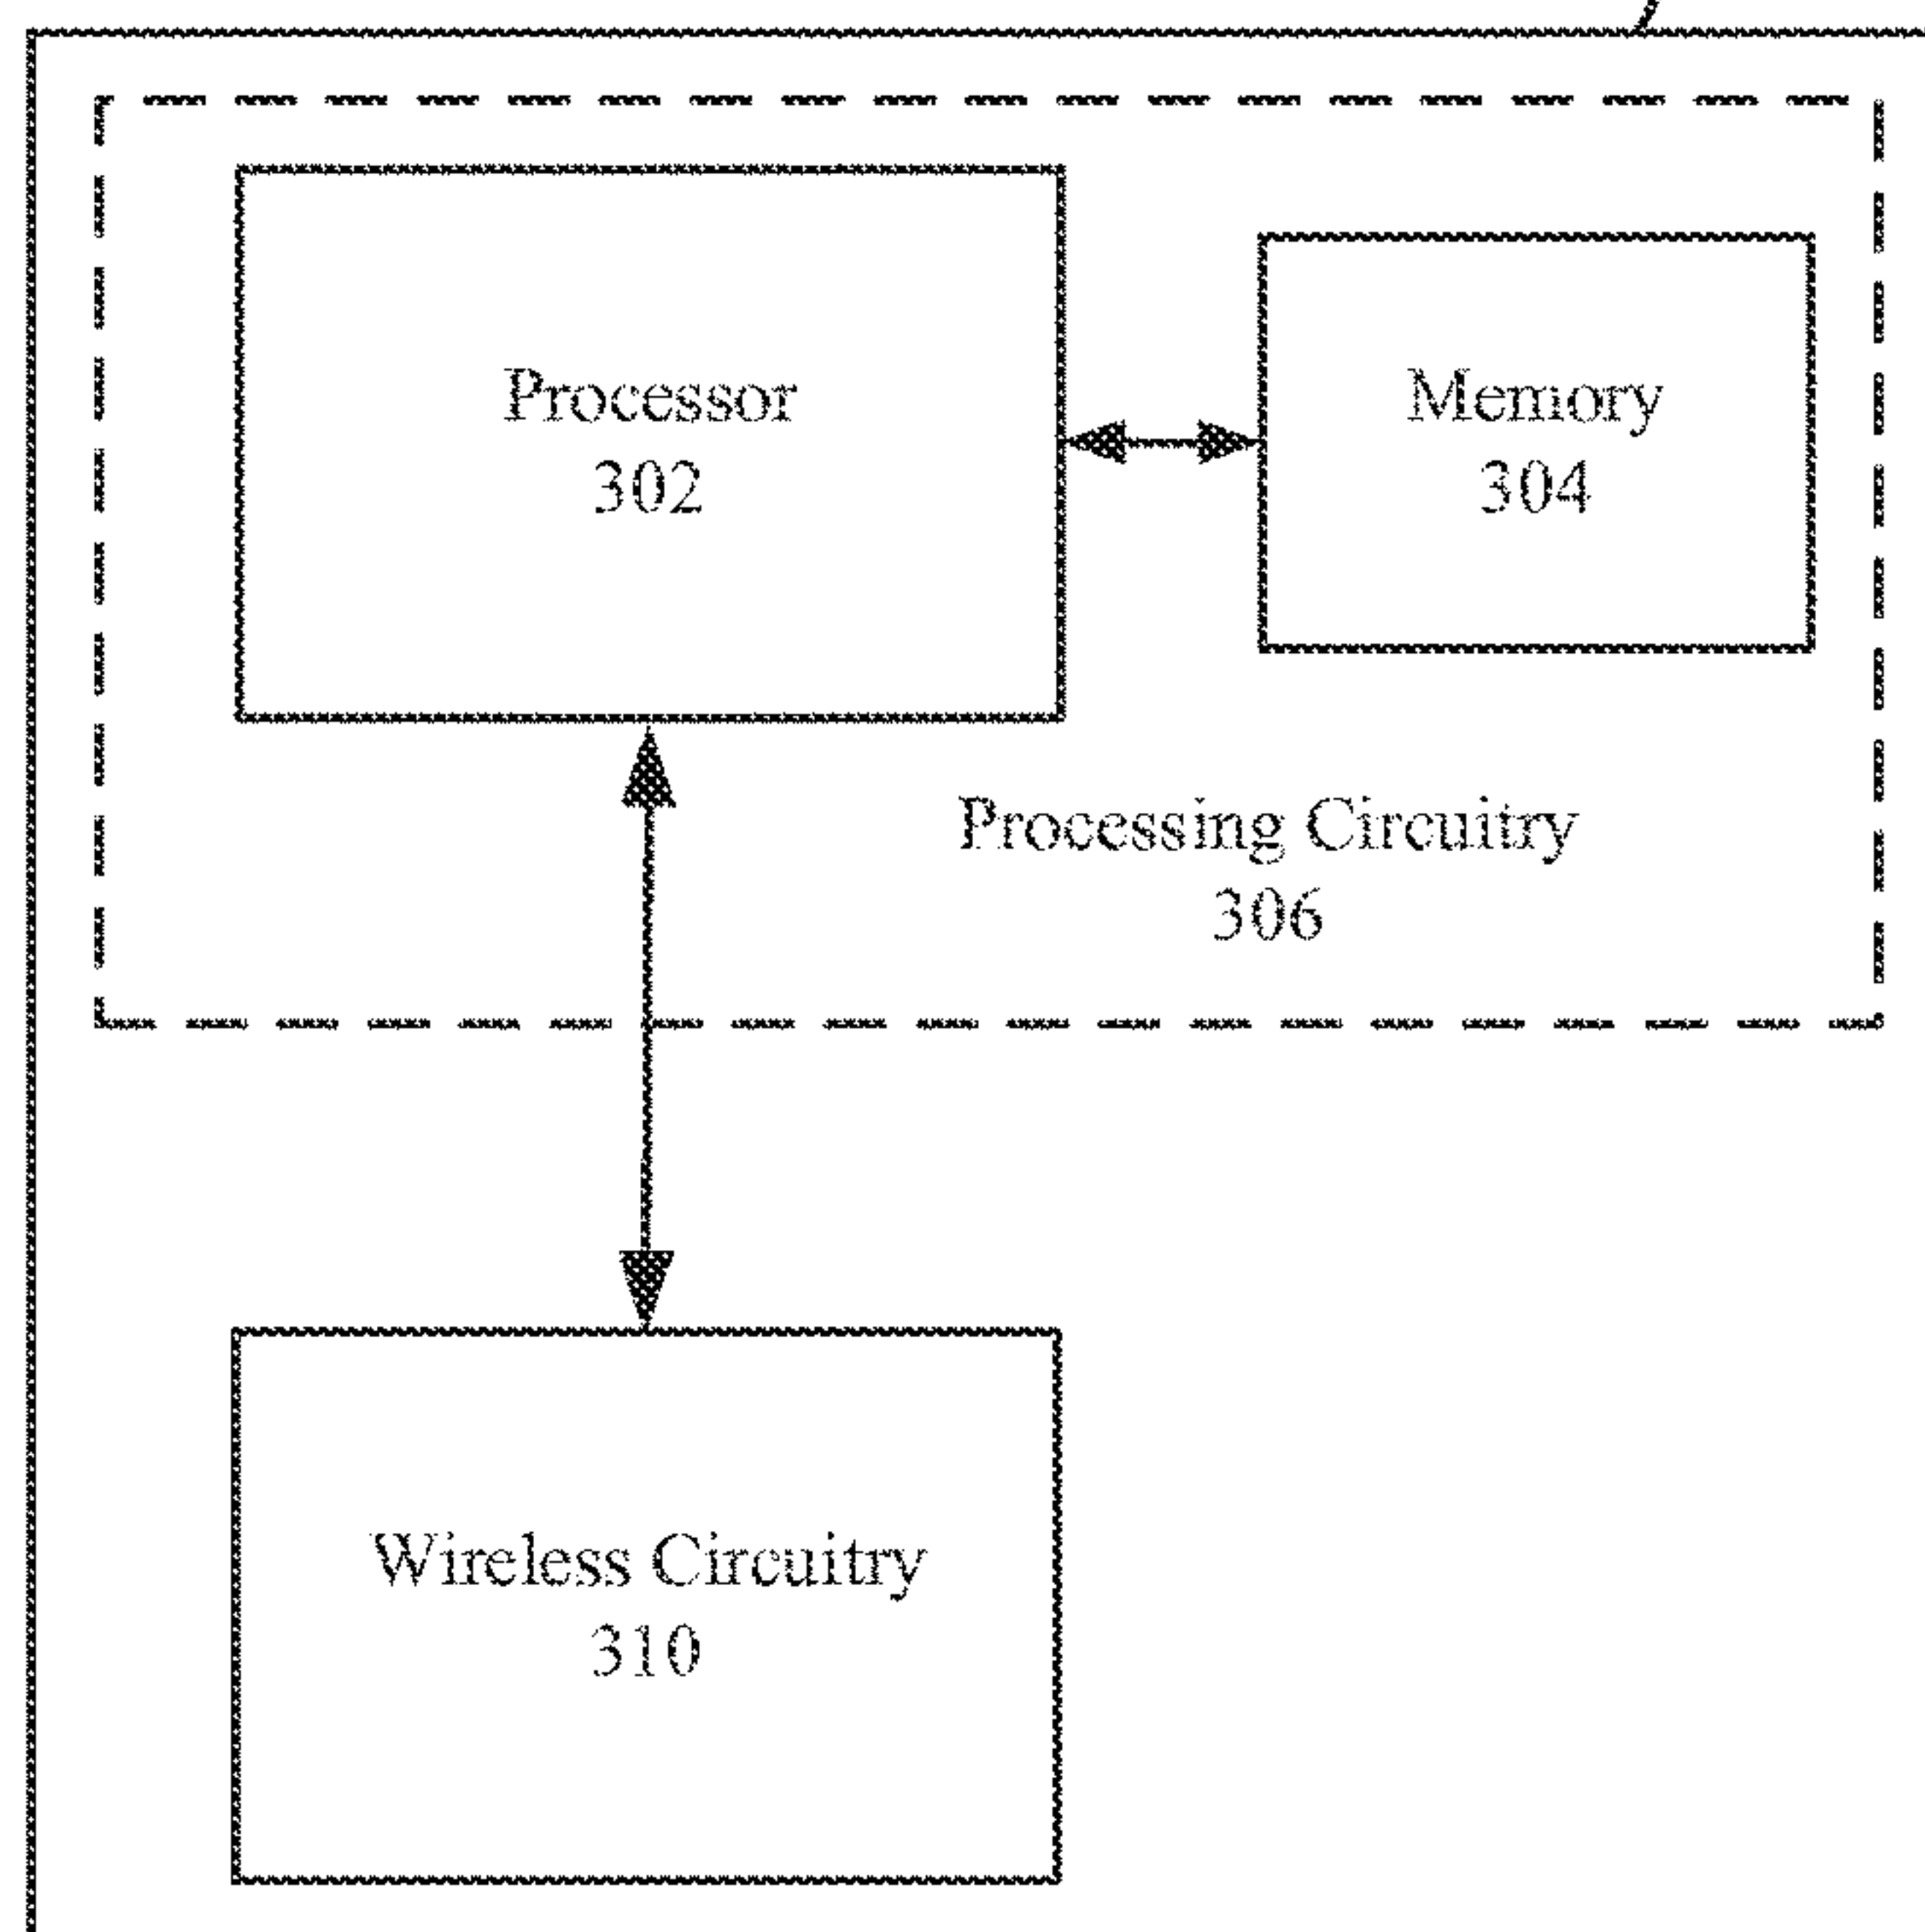 Processor
302
Memory
304
Processing Circuitry
306
Wireless Circuitry
310